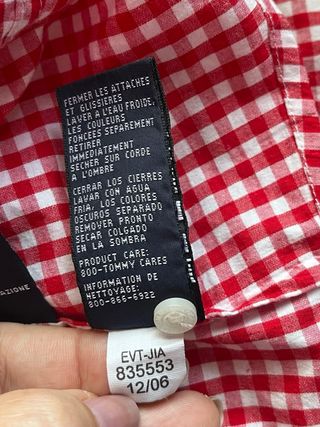 FERMER LES ATTACHES
ET GLISSIERES
LAVER A L'EAU FROIDE,
LES COULEURS
FONCEES SEPAREMENT
RETIRER
IMMEDIATEMENT
SECHER SUR CORDE
A L'OMBRE
CERRAR LOS CIERRES
LAVAR CON AGUA
FRIA, LOS COLORES
OSCUROS SEPARADO
REMOVER PRONTO
SECAR COLGADO
EN LA SOMBRA
PRODUCT CARE:
800-TOMMY CARES
INFORMATION DE
NETTOYAGE:
800-866-6922
AZIONE
EVT-JIA
835553
12/06